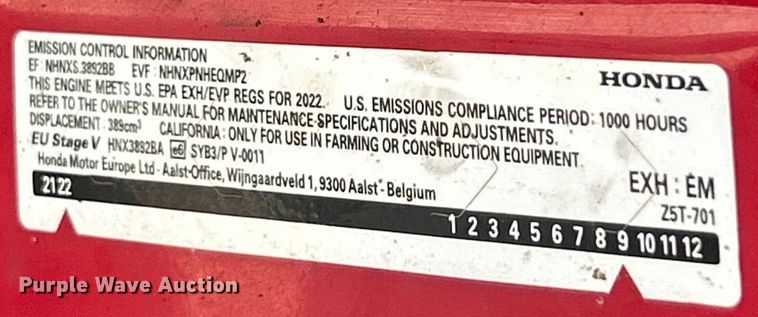 EMISSION CONTROL INFORMATION
HONDA
EF: NHNXS.3892BB EVF: NHNXPNHEQMP2
THIS ENGINE MEETS U.S. EPA EXH/EVP REGS FOR 2022. U.S. EMISSIONS COMPLIANCE PERIOD: 1000 HOURS
REFER TO THE OWNER'S MANUAL FOR MAINTENANCE SPECIFICATIONS AND ADJUSTMENTS.
DISPLACEMENT: 389cm³ CALIFORNIA: ONLY FOR USE IN FARMING OR CONSTRUCTION EQUIPMENT.
EU Stage V HNX3892BA e6 SYB3/P V-0011
EXH : EM
Honda Motor Europe Ltd - Aalst-Office, Wijngaardveld 1, 9300 Aalst - Belgium
Z5T-701
21 22
1 2 3 4 5 6 7 8 9 10 11 12
Purple Wave Auction